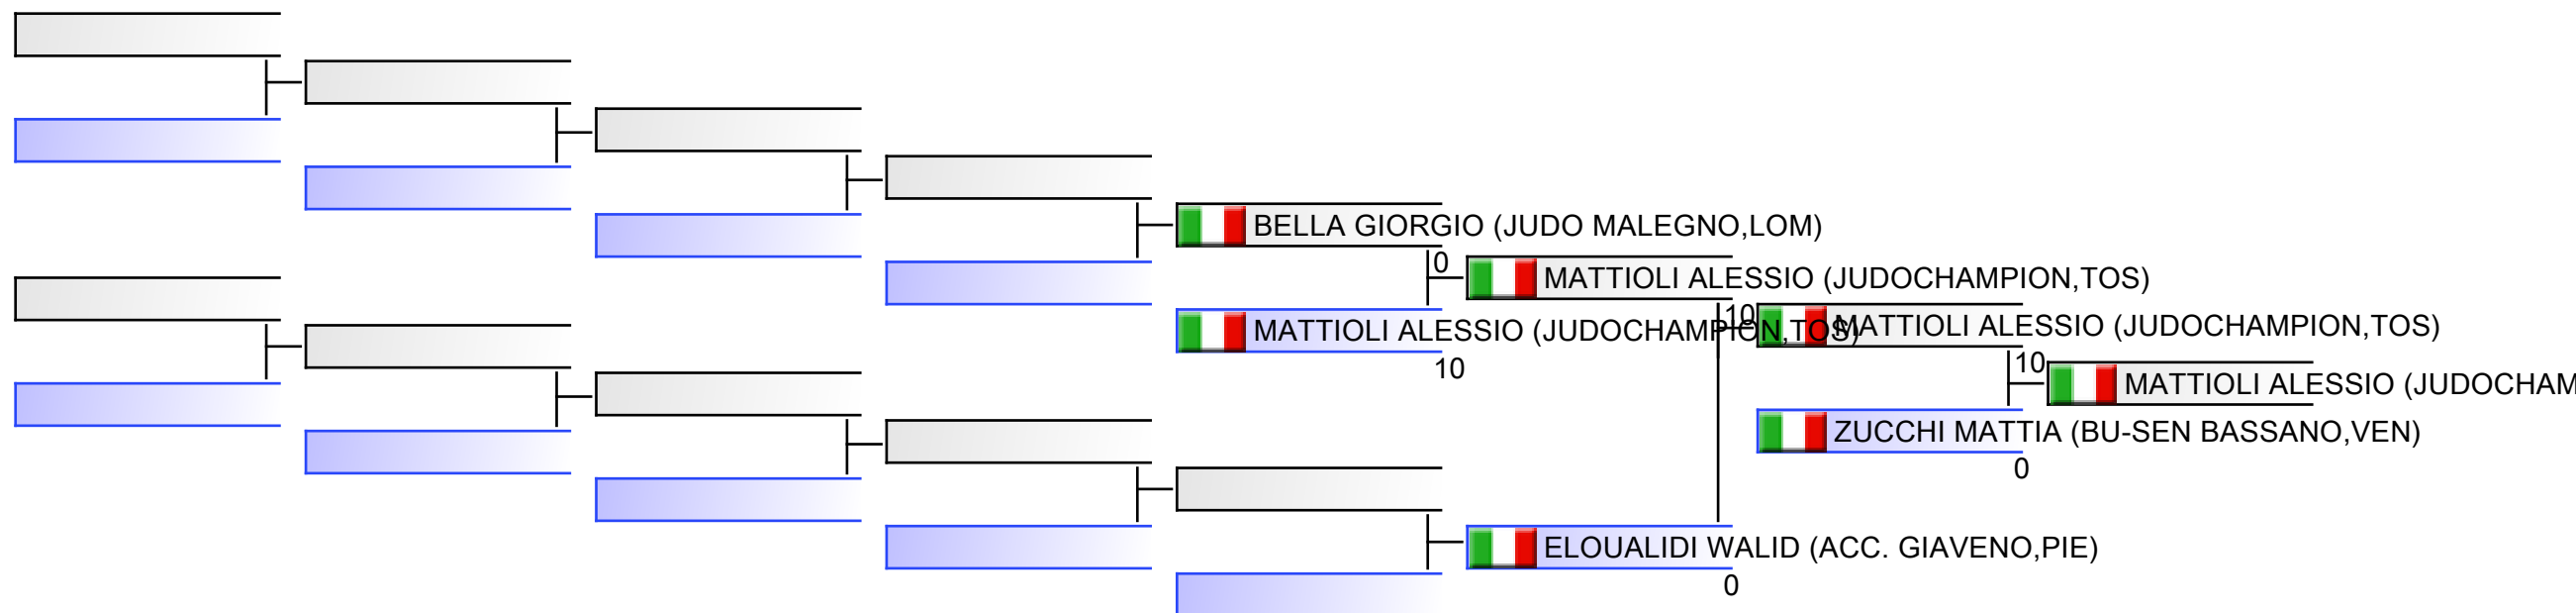 BELLA GIORGIO (JUDO MALEGNO,LOM)
0
MATTIOLI ALESSIO (JUDOCHAMPION,TOS)
MATTIOLI ALESSIO (JUDOCHAMPION,TOS)
10
10
MATTIOLI ALESSIO (JUDOCHAMPION,TOS)
10
MATTIOLI ALESSIO (JUDOCHAM
ZUCCHI MATTIA (BU-SEN BASSANO,VEN)
0
ELOUALIDI WALID (ACC. GIAVENO,PIE)
0